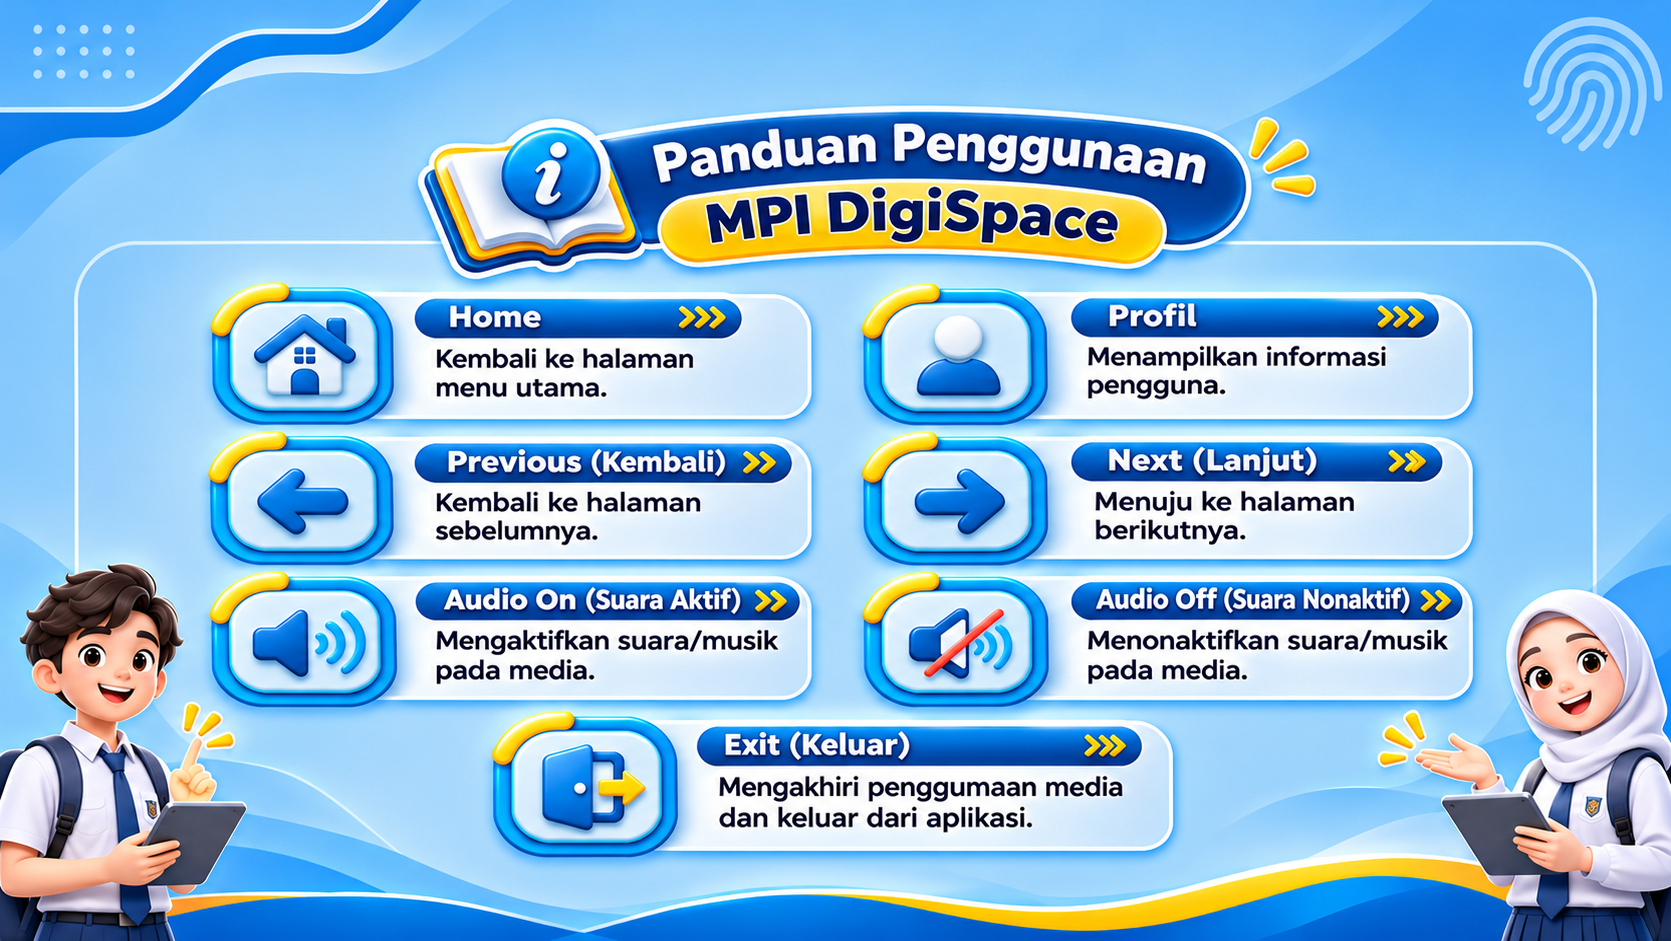 Panduan Penggunaan
MPI DigiSpace
Home
Kembali ke halaman
menu utama.
Profil
Menampilkan informasi
pengguna.
Previous (Kembali)
Kembali ke halaman
sebelumnya.
Next (Lanjut)
Menuju ke halaman
berikutnya.
Audio On (Suara Aktif)
Mengaktifkan suara/musik
pada media.
Audio Off (Suara Nonaktif)
Menonaktifkan suara/musik
pada media.
Exit (Keluar)
Mengakhiri penggumaan media
dan keluar dari aplikasi.